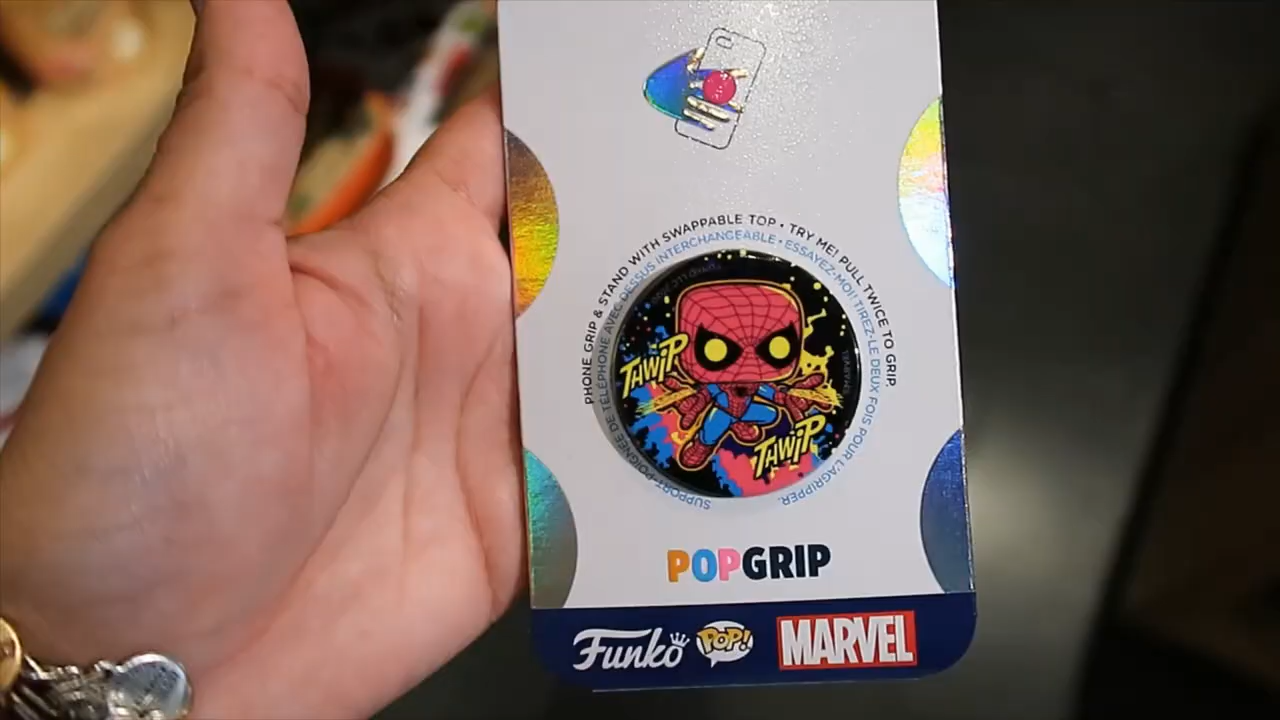 PHONE GRIP & STAND WITH SWAPPABLE TOP • TRY ME! PULL TWICE TO GRIP.
SUPPORT-POIGNÉE DE TÉLÉPHONE AVEC DESSUS INTERCHANGEABLE • ESSAYEZ-MOI! TIREZ-LE DEUX FOIS POUR L'AGRIPPER.
THWIP
THWIP
©MARVEL
POPGRIP
Funko POP! MARVEL